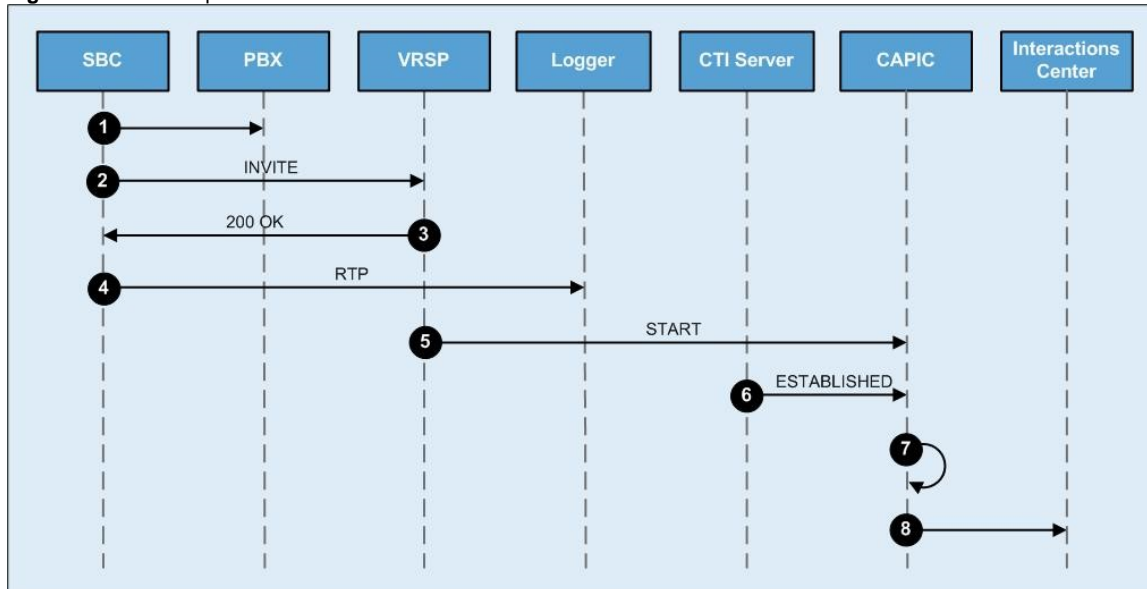 SBC
PBX
VRSP
Logger
CTI Server
CAPIC
Interactions
Center
1
2
INVITE
200 OK
3
4
RTP
5
START
6
ESTABLISHED
7
8